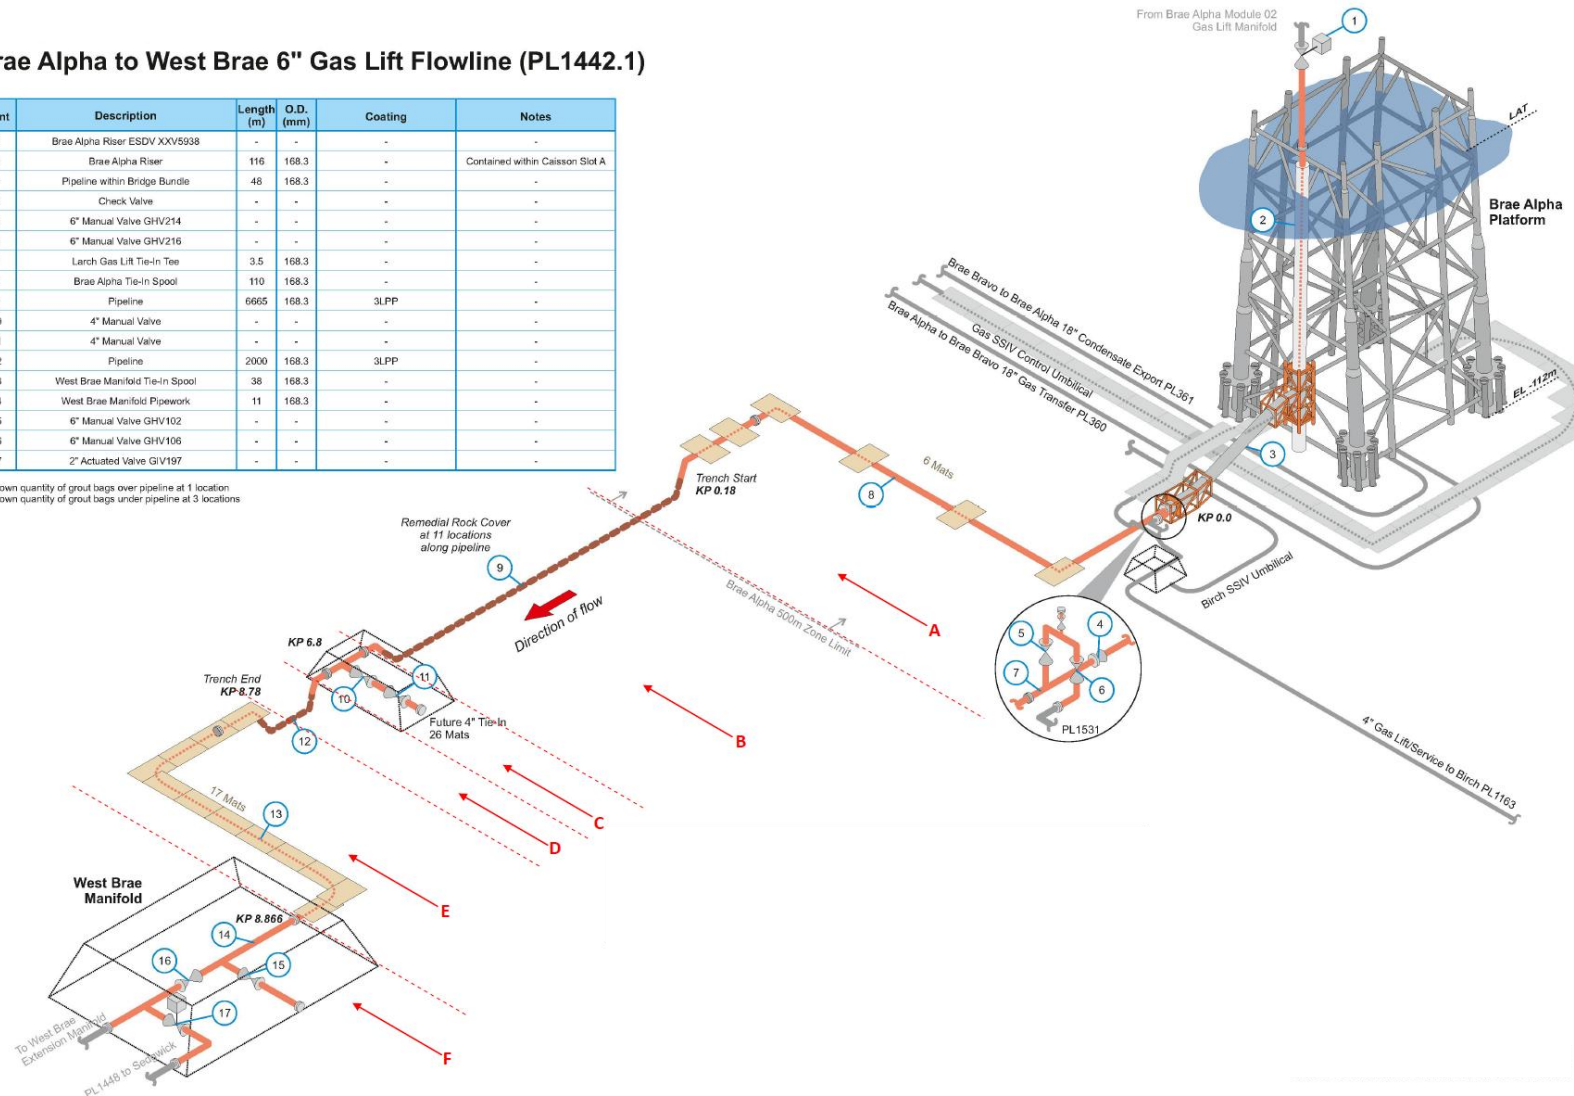 From Brae Alpha Module 02
Gas Lift Manifold
1
rae Alpha to West Brae 6" Gas Lift Flowline (PL1442.1)
nt Description Length (m) O.D. (mm) Coating Notes
Brae Alpha Riser ESDV XXV5938 - - - -
Brae Alpha Riser 116 168.3 - Contained within Caisson Slot A
Pipeline within Bridge Bundle 48 168.3 - -
Check Valve - - - -
6" Manual Valve GHV214 - - - -
6" Manual Valve GHV216 - - - -
Larch Gas Lift Tie-In Tee 3.5 168.3 - -
Brae Alpha Tie-In Spool 110 168.3 - -
Pipeline 6665 168.3 3LPP -
4" Manual Valve - - - -
4" Manual Valve - - - -
Pipeline 2000 168.3 3LPP -
West Brae Manifold Tie-In Spool 38 168.3 - -
West Brae Manifold Pipework 11 168.3 - -
6" Manual Valve GHV102 - - - -
6" Manual Valve GHV106 - - - -
2" Actuated Valve GIV197 - - - -
own quantity of grout bags over pipeline at 1 location
own quantity of grout bags under pipeline at 3 locations
LAT
Brae Alpha
Platform
2
Brae Bravo to Brae Alpha 18" Condensate Export PL361
Gas SSIV Control Umbilical
Brae Alpha to Brae Bravo 18" Gas Transfer PL360
EL -112m
3
6 Mats
8
Trench Start
KP 0.18
KP 0.0
Remedial Rock Cover
at 11 locations
along pipeline
9
Birch SSIV Umbilical
Brae Alpha 500m Zone Limit
A
Direction of flow
4
5
7
6
PL1531
KP 6.8
Trench End
KP 8.78
10
11
Future 4" Tie-In
26 Mats
12
B
4" Gas Lift/Service to Birch PL1163
17 Mats
13
C
D
E
West Brae
Manifold
KP 8.866
14
16
15
17
To West Brae
Extension Manifold
PL1448 to Sedgwick
F